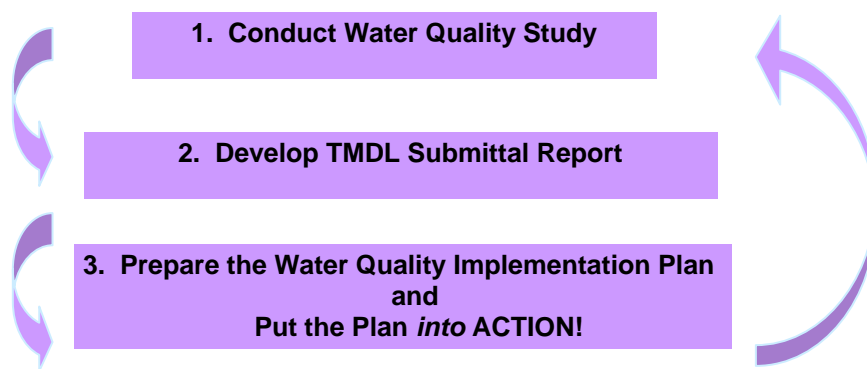 1. Conduct Water Quality Study
2. Develop TMDL Submittal Report
3. Prepare the Water Quality Implementation Plan
and
Put the Plan into ACTION!